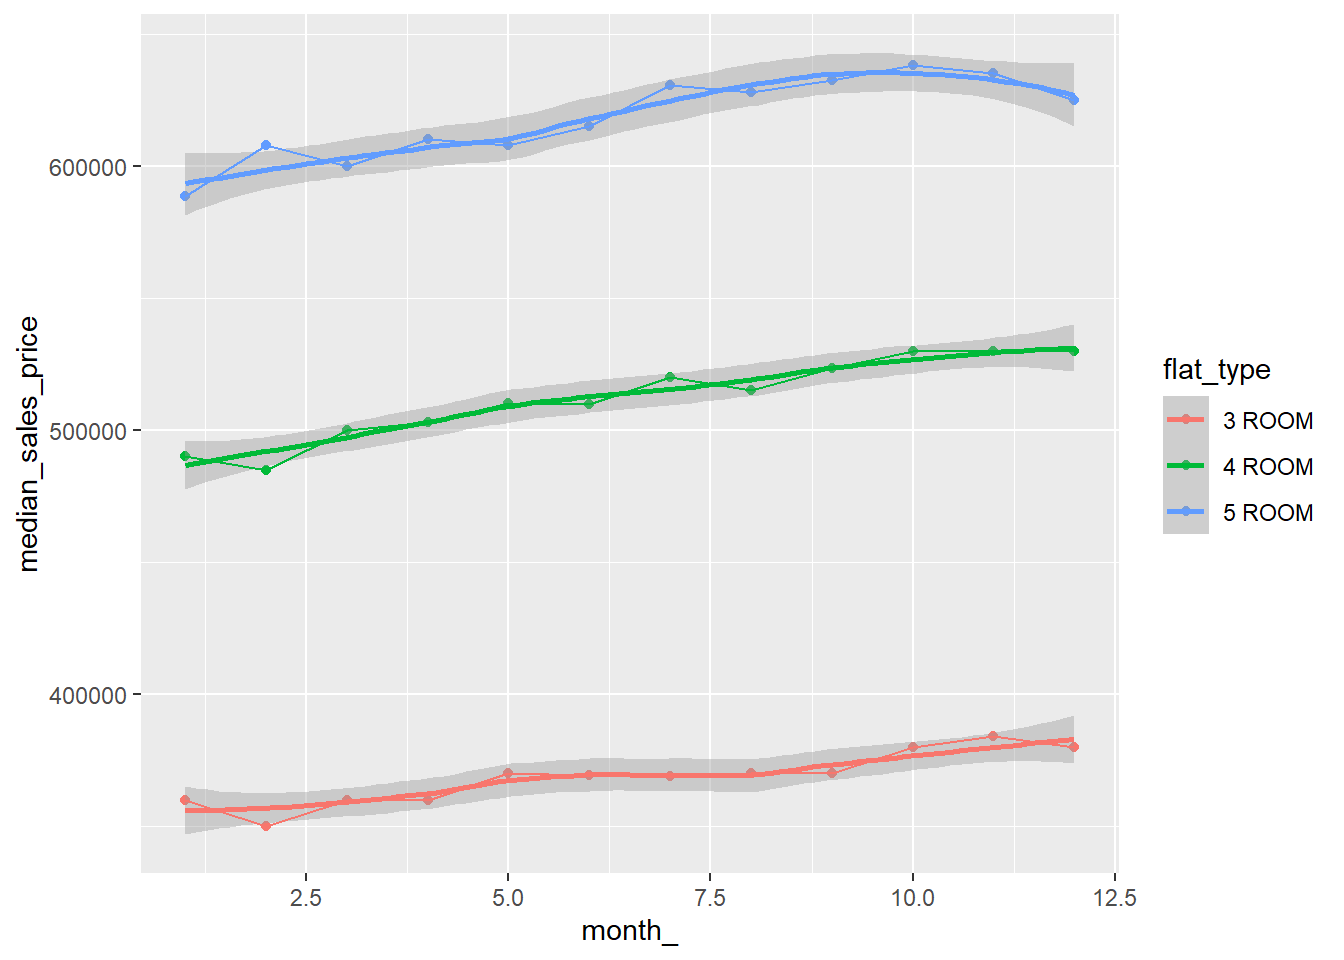 median_sales_price
600000
500000
400000
2.5 5.0 7.5 10.0 12.5
month_
flat_type
3 ROOM
4 ROOM
5 ROOM